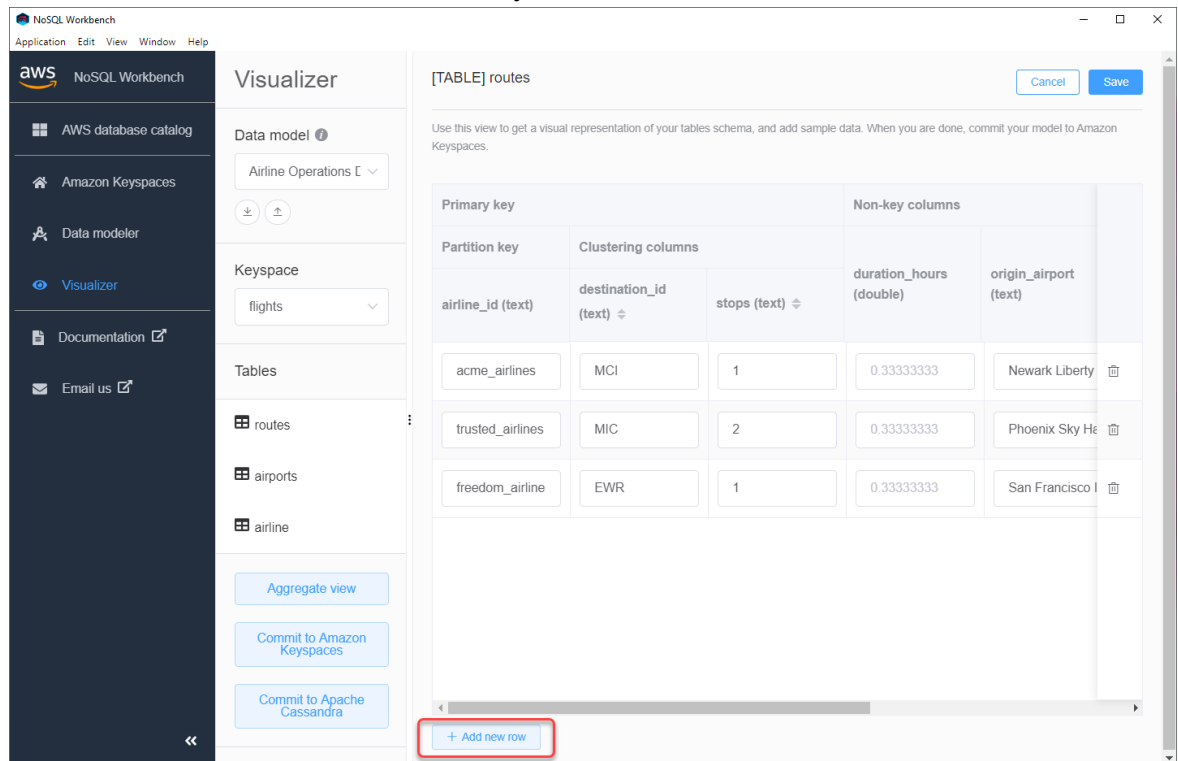 NoSQL Workbench
Application Edit View Window Help
aws
NoSQL Workbench
AWS database catalog
Amazon Keyspaces
Data modeler
Visualizer
Documentation
Email us
Visualizer
Data model
Airline Operations D
Keyspace
flights
Tables
routes
airports
airline
Aggregate view
Commit to Amazon
Keyspaces
Commit to Apache
Cassandra
[TABLE] routes
Cancel
Save
Use this view to get a visual representation of your tables schema, and add sample data. When you are done, commit your model to Amazon
Keyspaces.
Primary key
Non-key columns
Partition key
Clustering columns
airline_id (text)
destination_id
(text)
stops (text)
duration_hours
(double)
origin_airport
(text)
acme_airlines MCI 1 0.33333333 Newark Liberty
trusted_airlines MIC 2 0.33333333 Phoenix Sky Ha
freedom_airline EWR 1 0.33333333 San Francisco I
+ Add new row